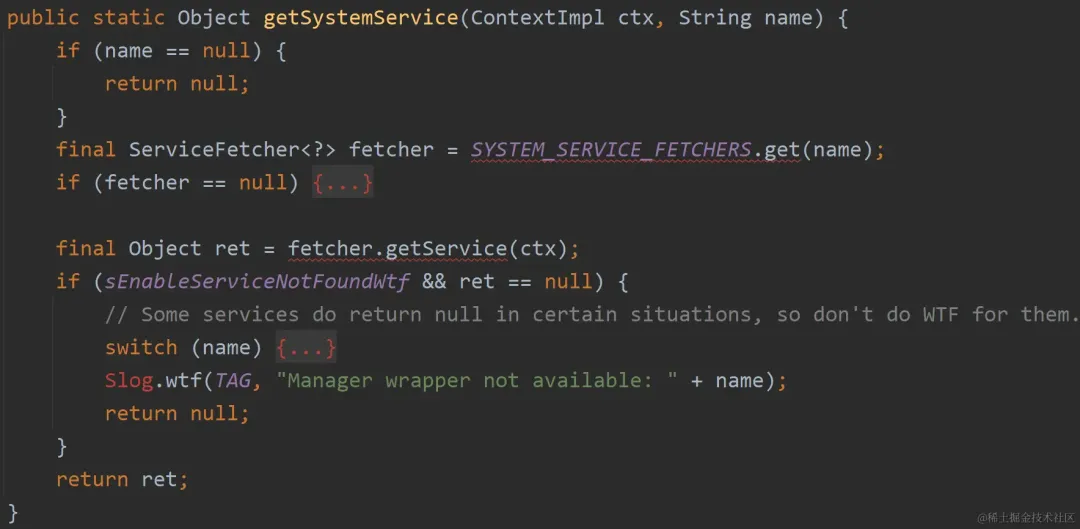 public static Object getSystemService(ContextImpl ctx, String name) {
    if (name == null) {
        return null;
    }
    final ServiceFetcher<?> fetcher = SYSTEM_SERVICE_FETCHERS.get(name);
    if (fetcher == null) {...}

    final Object ret = fetcher.getService(ctx);
    if (sEnableServiceNotFoundWtf && ret == null) {
        // Some services do return null in certain situations, so don't do WTF for them.
        switch (name) {...}
        Slog.wtf(TAG, "Manager wrapper not available: " + name);
        return null;
    }
    return ret;
}
@稀土掘金技术社区